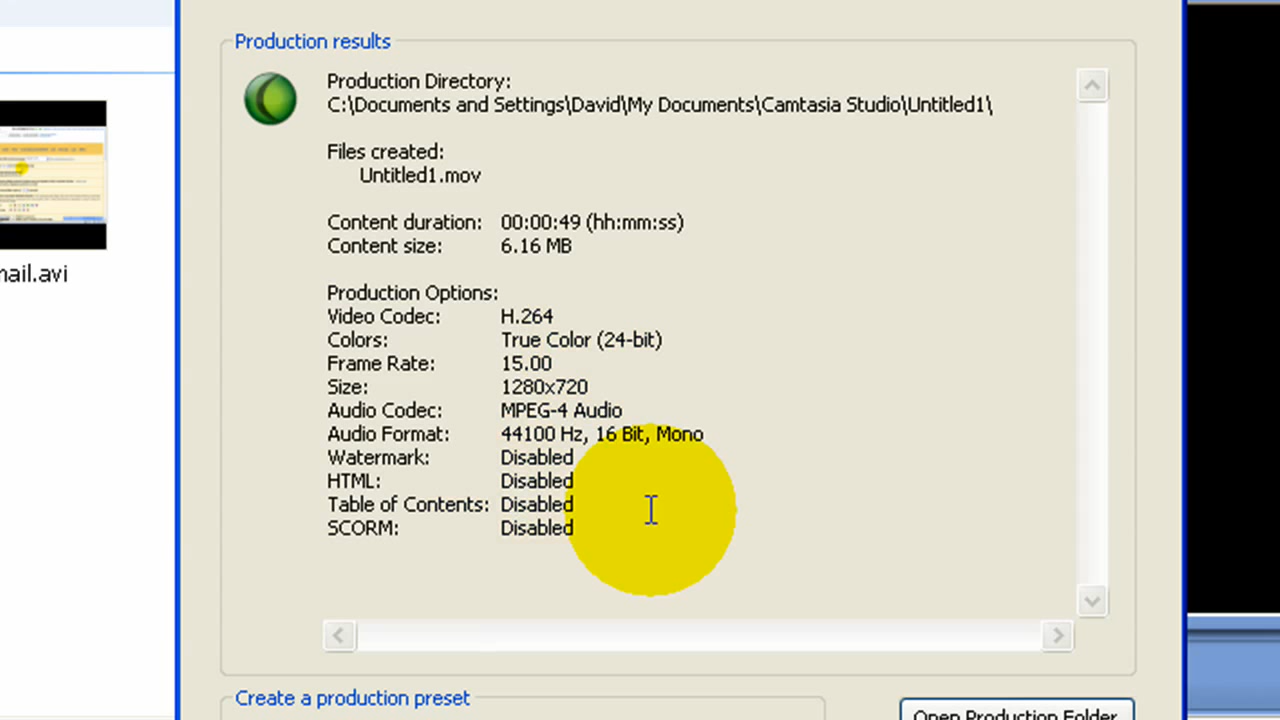 Production results
Production Directory:
C:\Documents and Settings\David\My Documents\Camtasia Studio\Untitled1\
Files created:
Untitled1.mov
Content duration: 00:00:49 (hh:mm:ss)
Content size: 6.16 MB
Production Options:
Video Codec: H.264
Colors: True Color (24-bit)
Frame Rate: 15.00
Size: 1280x720
Audio Codec: MPEG-4 Audio
Audio Format: 44100 Hz, 16 Bit, Mono
Watermark: Disabled
HTML: Disabled
Table of Contents: Disabled
SCORM: Disabled
nail.avi
Create a production preset
Open Production Folder